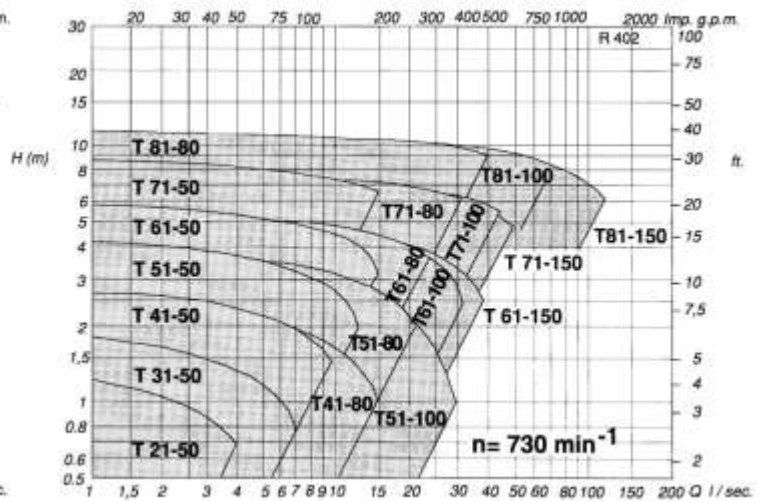 m.
20 30 40 50 75 100 200 300 400 500 750 1000 2000 Imp. g.p.m.
R 402
30
20
15
10
8
6
5
4
3
2
1,5
1
0.8
0.6
0.5
H (m)
100
75
50
40
30
20
15
10
7,5
5
4
3
2
ft.
T 81-80
T81-100
T 71-50
T71-80
T71-100
T81-150
T 61-50
T 71-150
T 51-50
T61-80
T61-100
T 61-150
T 41-50
T51-80
T 31-50
T41-80
T51-100
T 21-50
n= 730 min-1
c.
1 1,5 2 3 4 5 6 7 8 9 10 15 20 30 40 50 60 100 150 200 Q l / sec.